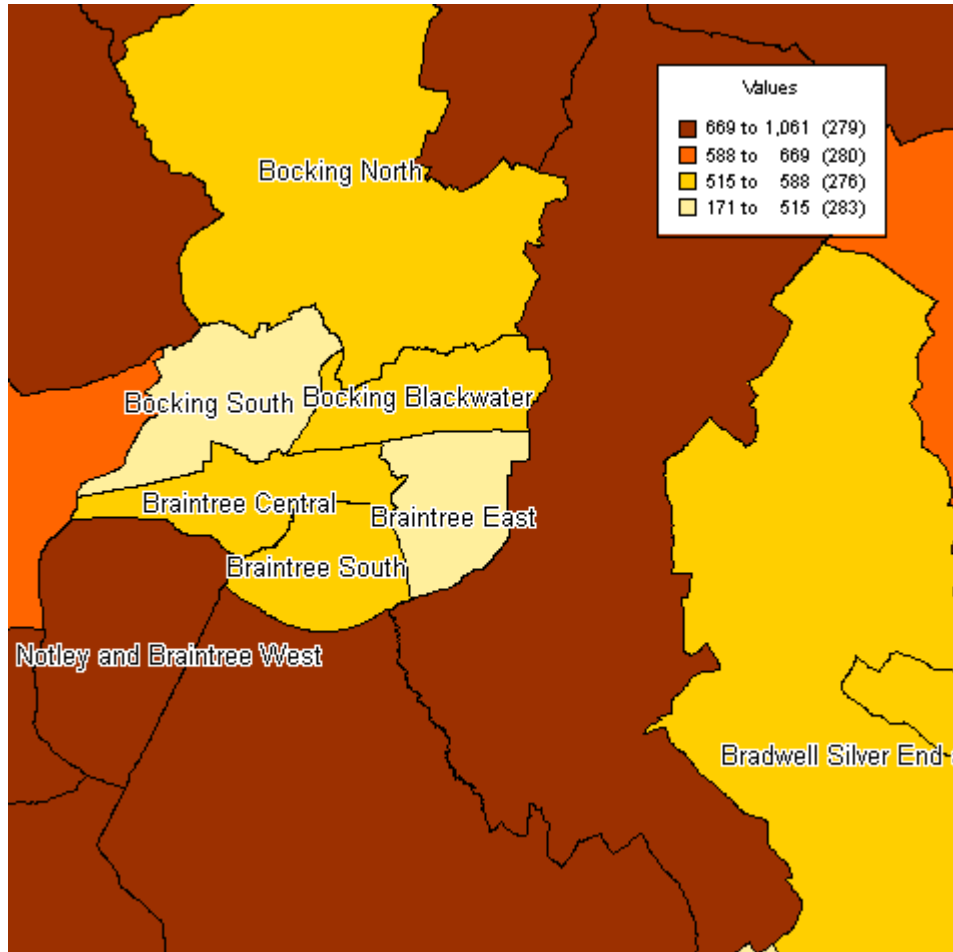 Values
669 to 1,061 (279)
588 to 669 (280)
515 to 588 (276)
171 to 515 (283)
Bocking North
Bocking South
Bocking Blackwater
Braintree Central
Braintree East
Braintree South
Notley and Braintree West
Bradwell Silver End